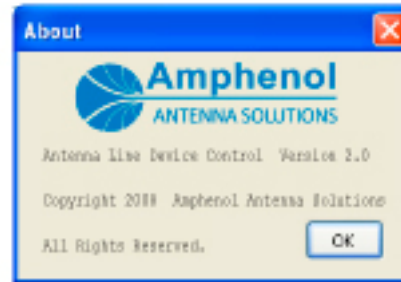 About
Amphenol
ANTENNA SOLUTIONS
Antenna Line Device Control Version 2.0
Copyright Amphenol Antenna Solutions
All Rights Reserved.
OK